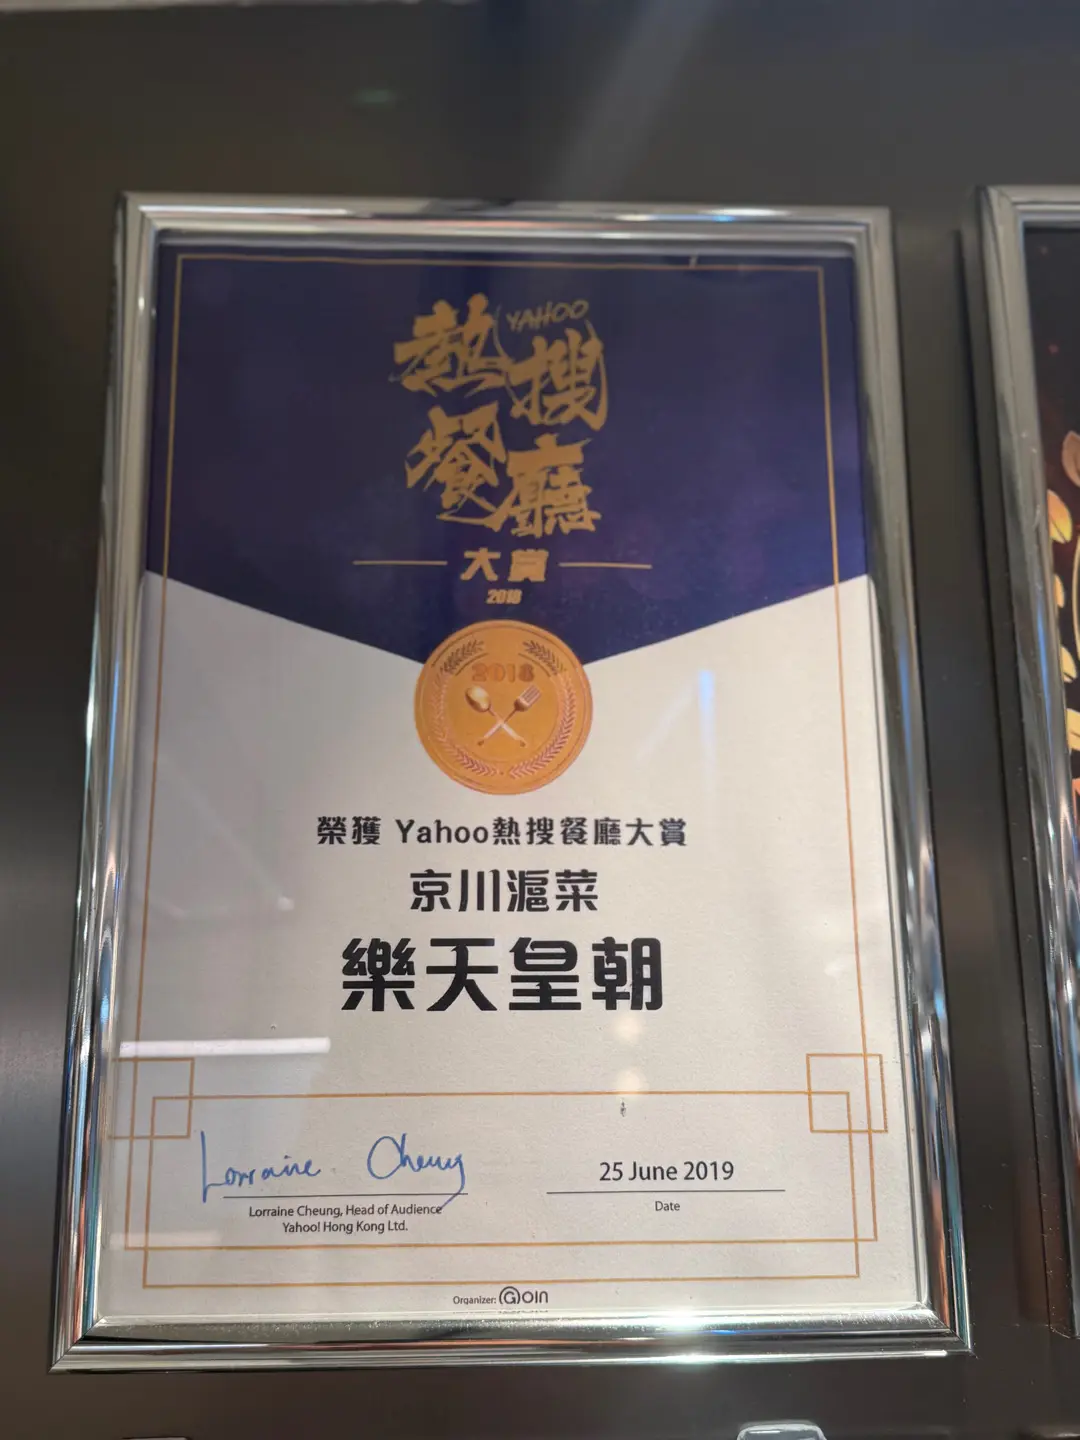 YAHOO
熱搜
餐廳
大賞
2018
2018
榮獲 Yahoo熱搜餐廳大賞
京川滬菜
樂天皇朝
Lorraine Cheung
25 June 2019
Lorraine Cheung, Head of Audience
Date
Yahoo! Hong Kong Ltd.
Organizer: GOIN